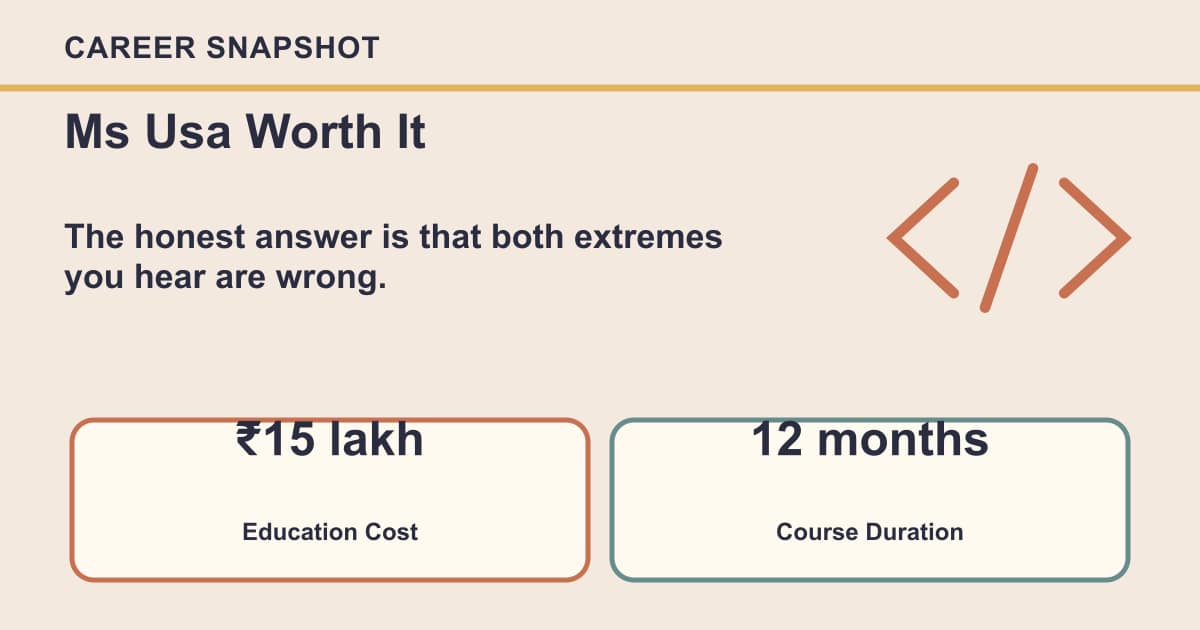 CAREER SNAPSHOT
Ms Usa Worth It
The honest answer is that both extremes
you hear are wrong.
₹15 lakh
Education Cost
12 months
Course Duration